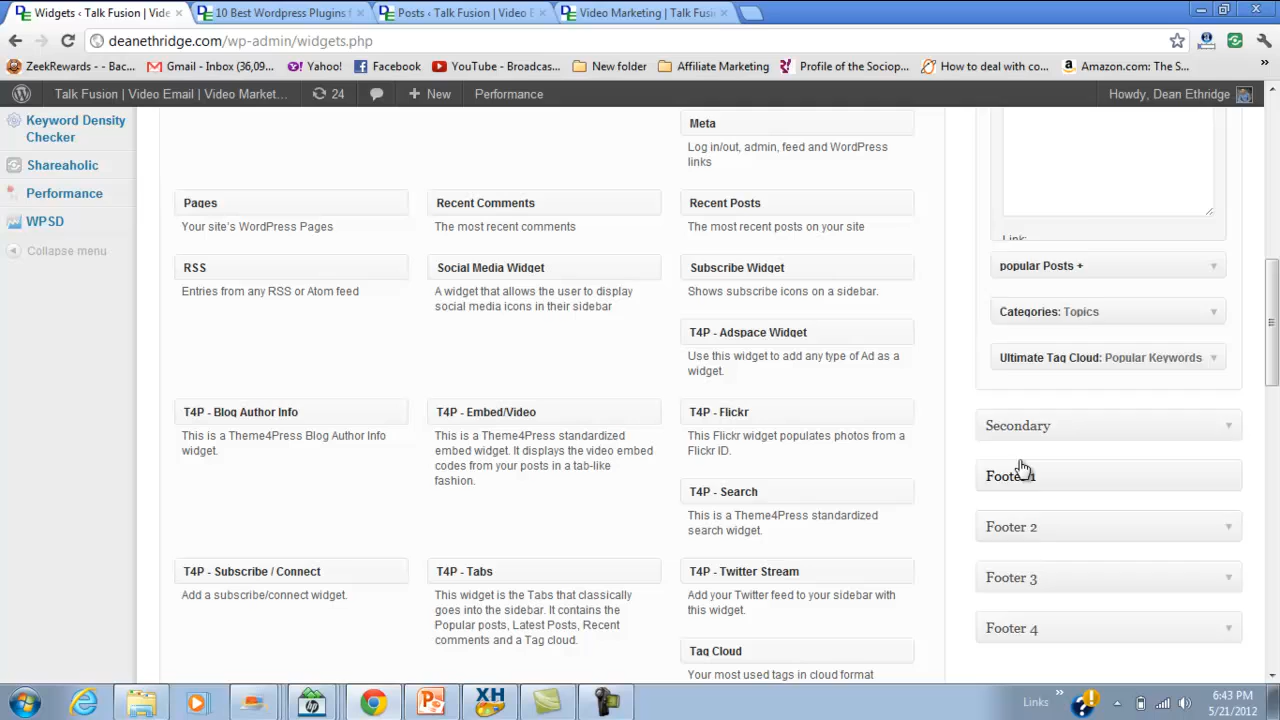 Widgets ‹ Talk Fusion | Vide
10 Best Wordpress Plugins f
Posts ‹ Talk Fusion | Video E
Video Marketing | Talk Fusi
deanethridge.com/wp-admin/widgets.php
ZeekRewards - - Bac...
Gmail - Inbox (36,09...
Yahoo!
Facebook
YouTube - Broadcas...
New folder
Affiliate Marketing
Profile of the Sociop...
How to deal with co...
Amazon.com: The S...
»
Talk Fusion | Video Email | Video Market...
24
+ New
Performance
Howdy, Dean Ethridge
Keyword Density
Checker
Shareaholic
Performance
WPSD
Collapse menu
Meta
Log in/out, admin, feed and WordPress
links
Pages
Your site's WordPress Pages
Recent Comments
The most recent comments
Recent Posts
The most recent posts on your site
RSS
Entries from any RSS or Atom feed
Social Media Widget
A widget that allows the user to display
social media icons in their sidebar
Subscribe Widget
Shows subscribe icons on a sidebar.
T4P - Adspace Widget
Use this widget to add any type of Ad as a
widget.
T4P - Blog Author Info
This is a Theme4Press Blog Author Info
widget.
T4P - Embed/Video
This is a Theme4Press standardized
embed widget. It displays the video embed
codes from your posts in a tab-like
fashion.
T4P - Flickr
This Flickr widget populates photos from a
Flickr ID.
T4P - Search
This is a Theme4Press standardized
search widget.
T4P - Subscribe / Connect
Add a subscribe/connect widget.
T4P - Tabs
This widget is the Tabs that classically
goes into the sidebar. It contains the
Popular posts, Latest Posts, Recent
comments and a Tag cloud.
T4P - Twitter Stream
Add your Twitter feed to your sidebar with
this widget.
Tag Cloud
Your most used tags in cloud format
Link:
popular Posts +
Categories: Topics
Ultimate Tag Cloud: Popular Keywords
Secondary
Footer 1
Footer 2
Footer 3
Footer 4
Links
»
6:43 PM
5/21/2012